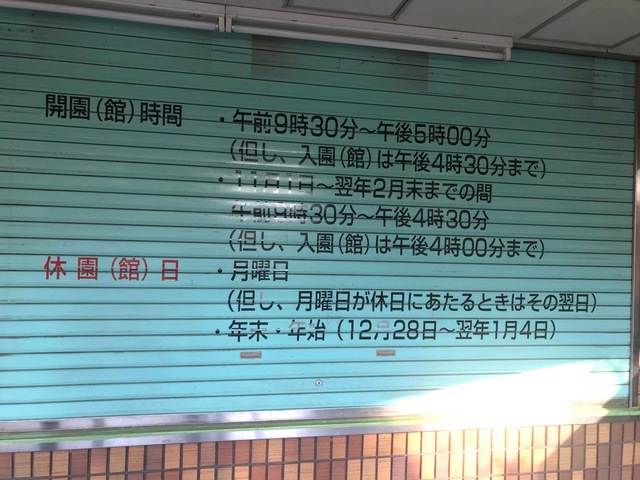 開園(館)時間 ・午前9時30分～午後5時00分
(但し、入園(館)は午後4時30分まで)
・11月1日～翌年2月末までの間
午前9時30分～午後4時30分
(但し、入園(館)は午後4時00分まで)
休園(館)日 ・月曜日
(但し、月曜日が休日にあたるときはその翌日)
・年末・年始(12月28日～翌年1月4日)